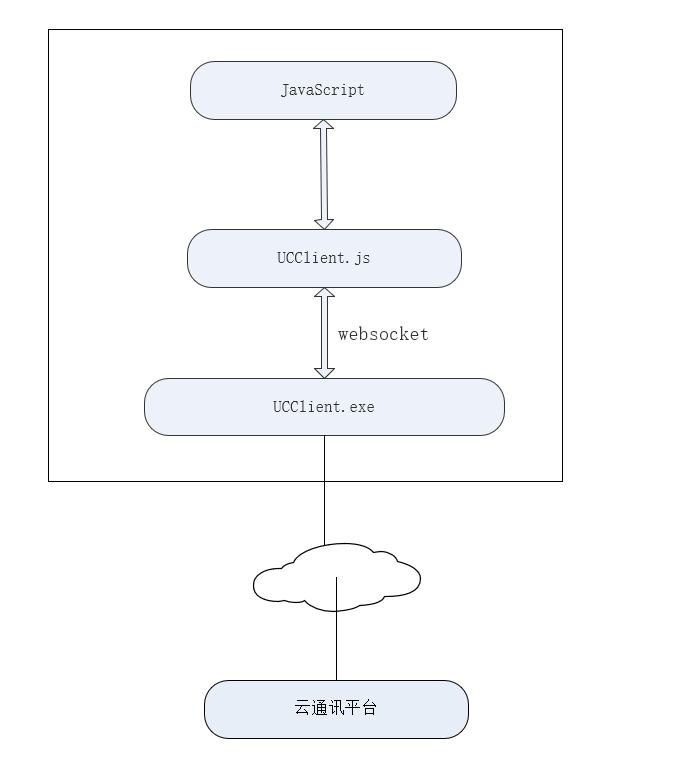 JavaScript
UCClient.js
websocket
UCClient.exe
云通讯平台